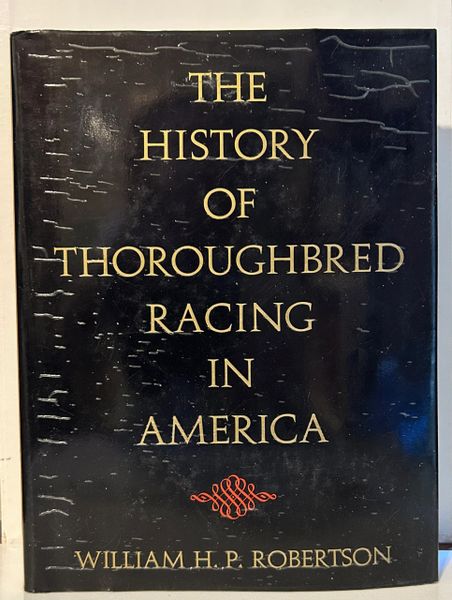 THE
HISTORY
OF
THOROUGHBRED
RACING
IN
AMERICA
WILLIAM H. P. ROBERTSON